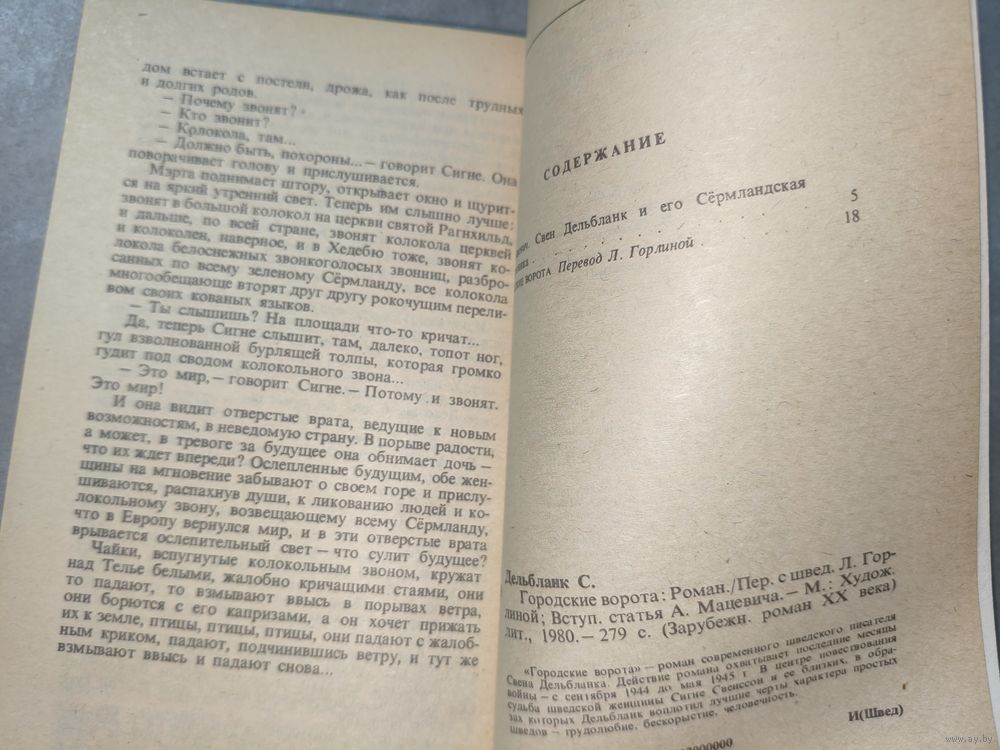 дом встает с постели, дрожа, как после трудных
и долгих родов.
— Почему звонят?
— Кто звонит?
— Колокола, там...
— Должно быть, похороны... — говорит Сигне. Она
поворачивает голову и прислушивается.
Мэрта поднимает штору, открывает окно и щурит-
ся на яркий утренний свет. Теперь им слышно лучше:
звонят в большой колокол на церкви святой Рагнхильд,
и дальше, по всей стране, звонят колокола церквей
и колоколен, наверное, и в Хедебю тоже, звонят ко-
локола белоснежных звонкоголосых звонниц, разбро-
санных по всему зеленому Сёрмланду, все колокола
многообещающе вторят друг другу рокочущим перели-
вом своих кованых языков.
— Ты слышишь? На площади что-то кричат...
Да, теперь Сигне слышит, там, далеко, топот ног,
гул взволнованной бурлящей толпы, которая громко
гудит под сводом колокольного звона...
— Это мир, — говорит Сигне. — Потому и звонят.
Это мир!
И она видит отверстые врата, ведущие к новым
возможностям, в неведомую страну. В порыве радости,
а может, в тревоге за будущее она обнимает дочь —
что их ждет впереди? Ослепленные будущим, обе жен-
щины на мгновение забывают о своем горе и прислу-
шиваются, распахнув души, к ликованию людей и ко-
локольному звону, возвещающему всему Сёрмланду,
что в Европу вернулся мир, и в эти отверстые врата
врывается ослепительный свет — что сулит будущее?
Чайки, вспугнутые колокольным звоном, кружат
над Телье белыми, жалобно кричащими стаями, они
то падают, то взмывают ввысь в порывах ветра,
они борются с его капризами, а он хочет прижать
их к земле, птицы, птицы, птицы, они падают с жалоб-
ным криком, падают, подчинившись ветру, и тут же
взмывают ввысь и падают снова...
СОДЕРЖАНИЕ
Свен Дельбланк и его Сёрмландская
. . . . . . . . 5
ВОРОТА Перевод Л. Горлиной . . . . 18
Дельбланк С.
Городские ворота: Роман./Пер. с швед. Л. Гор-
линой; Вступ. статья А. Мацевича. — М.: Худож.
лит., 1980. — 279 с. (Зарубежн. роман XX века)
«Городские ворота» — роман современного шведского писателя
Свена Дельбланка. Действие романа охватывает последние месяцы
войны — с сентября 1944 до мая 1945 г. В центре повествования
судьба шведской женщины Сигне Свенссон и ее близких, в обра-
зах которых Дельбланк воплотил лучшие черты характера простых
шведов — трудолюбие, бескорыстие, человечность.
И(Швед)
www.ay.by